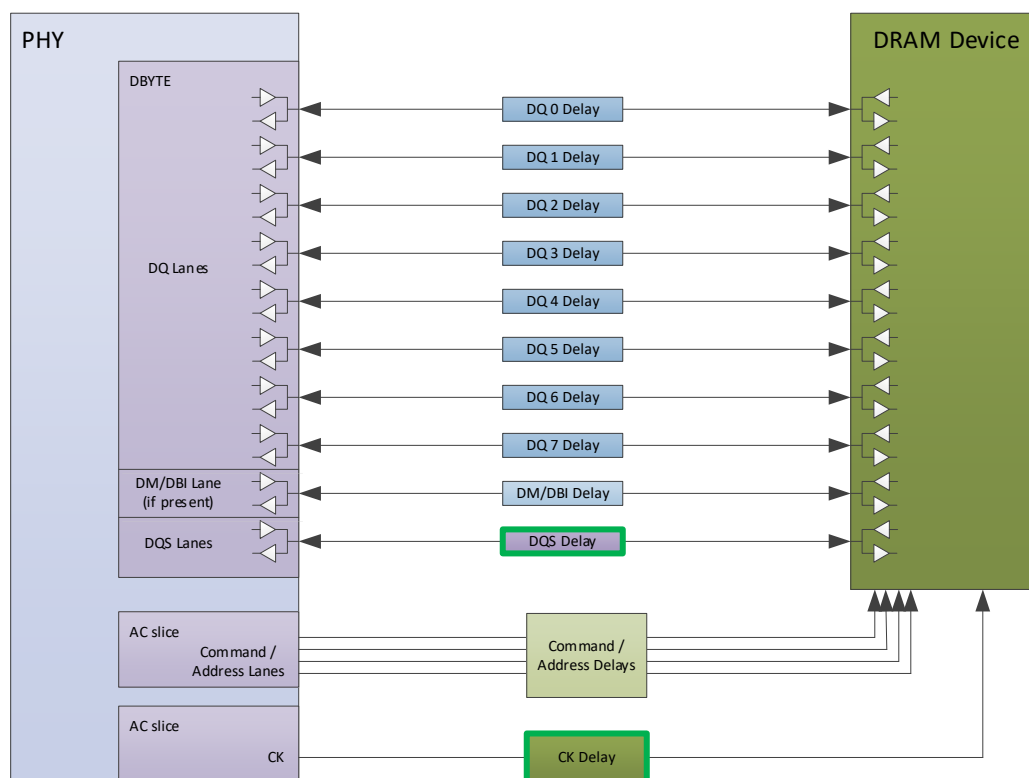 PHY
DRAM Device
DBYTE
DQ 0 Delay
DQ 1 Delay
DQ 2 Delay
DQ Lanes
DQ 3 Delay
DQ 4 Delay
DQ 5 Delay
DQ 6 Delay
DQ 7 Delay
DM/DBI Lane
(if present)
DM/DBI Delay
DQS Lanes
DQS Delay
AC slice
Command /
Address Lanes
Command /
Address Delays
AC slice
CK
CK Delay